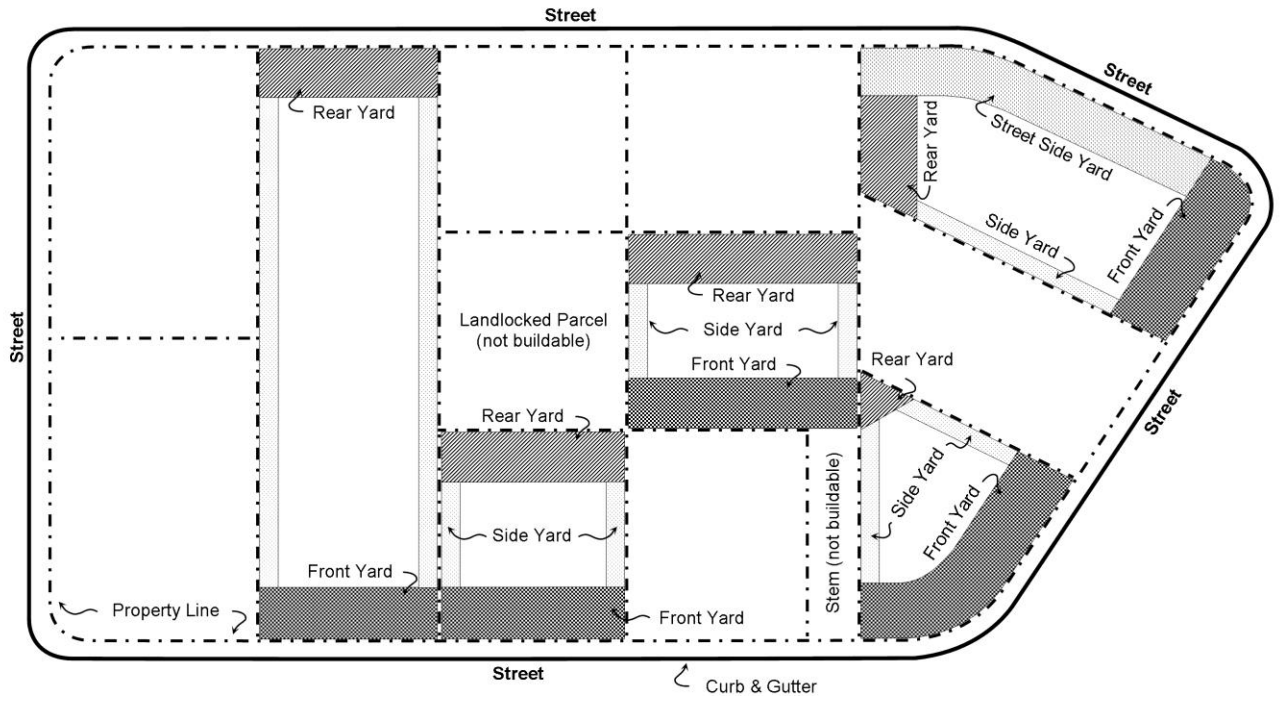 Street
Street
Rear Yard
Rear Yard
Street Side Yard
Side Yard
Front Yard
Rear Yard
Landlocked Parcel
(not buildable)
Side Yard
Street
Front Yard
Rear Yard
Rear Yard
Street
Side Yard
Stem (not buildable)
Side Yard
Front Yard
Front Yard
Property Line
Front Yard
Street
Curb & Gutter